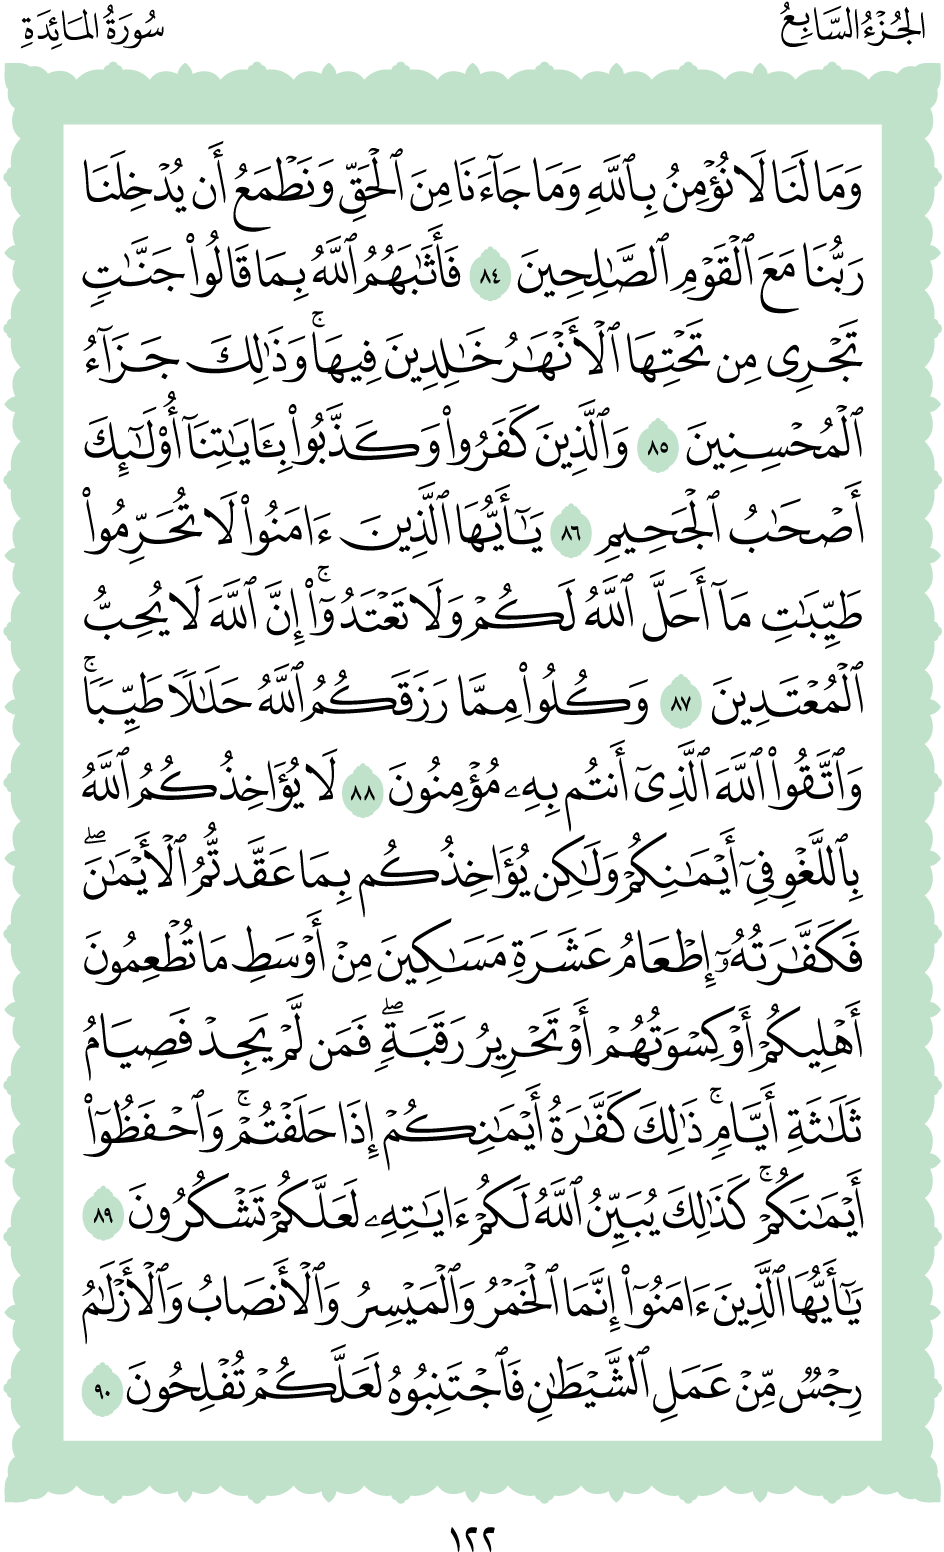 الجُزْءُ السَّابِعُ
سُورَةُ المَائِدَةِ
وَمَا لَنَا لَا نُؤْمِنُ بِٱللَّهِ وَمَا جَآءَنَا مِنَ ٱلْحَقِّ وَنَطْمَعُ أَن يُدْخِلَنَا
رَبُّنَا مَعَ ٱلْقَوْمِ ٱلصَّٰلِحِينَ ٨٤ فَأَثَٰبَهُمُ ٱللَّهُ بِمَا قَالُوا۟ جَنَّٰتٍ
تَجْرِى مِن تَحْتِهَا ٱلْأَنْهَٰرُ خَٰلِدِينَ فِيهَا ۚ وَذَٰلِكَ جَزَآءُ
ٱلْمُحْسِنِينَ ٨٥ وَٱلَّذِينَ كَفَرُوا۟ وَكَذَّبُوا۟ بِـَٔايَٰتِنَآ أُو۟لَٰٓئِكَ
أَصْحَٰبُ ٱلْجَحِيمِ ٨٦ يَٰٓأَيُّهَا ٱلَّذِينَ ءَامَنُوا۟ لَا تُحَرِّمُوا۟
طَيِّبَٰتِ مَآ أَحَلَّ ٱللَّهُ لَكُمْ وَلَا تَعْتَدُوٓا۟ ۚ إِنَّ ٱللَّهَ لَا يُحِبُّ
ٱلْمُعْتَدِينَ ٨٧ وَكُلُوا۟ مِمَّا رَزَقَكُمُ ٱللَّهُ حَلَٰلًا طَيِّبًا ۚ
وَٱتَّقُوا۟ ٱللَّهَ ٱلَّذِىٓ أَنتُم بِهِۦ مُؤْمِنُونَ ٨٨ لَا يُؤَاخِذُكُمُ ٱللَّهُ
بِٱللَّغْوِ فِىٓ أَيْمَٰنِكُمْ وَلَٰكِن يُؤَاخِذُكُم بِمَا عَقَّدتُّمُ ٱلْأَيْمَٰنَ ۖ
فَكَفَّٰرَتُهُۥٓ إِطْعَامُ عَشَرَةِ مَسَٰكِينَ مِنْ أَوْسَطِ مَا تُطْعِمُونَ
أَهْلِيكُمْ أَوْ كِسْوَتُهُمْ أَوْ تَحْرِيرُ رَقَبَةٍ ۖ فَمَن لَّمْ يَجِدْ فَصِيَامُ
ثَلَٰثَةِ أَيَّامٍ ۚ ذَٰلِكَ كَفَّٰرَةُ أَيْمَٰنِكُمْ إِذَا حَلَفْتُمْ ۚ وَٱحْفَظُوٓا۟
أَيْمَٰنَكُمْ ۚ كَذَٰلِكَ يُبَيِّنُ ٱللَّهُ لَكُمْ ءَايَٰتِهِۦ لَعَلَّكُمْ تَشْكُرُونَ ٨٩
يَٰٓأَيُّهَا ٱلَّذِينَ ءَامَنُوٓا۟ إِنَّمَا ٱلْخَمْرُ وَٱلْمَيْسِرُ وَٱلْأَنصَابُ وَٱلْأَزْلَٰمُ
رِجْسٌ مِّنْ عَمَلِ ٱلشَّيْطَٰنِ فَٱجْتَنِبُوهُ لَعَلَّكُمْ تُفْلِحُونَ ٩٠
١٢٢